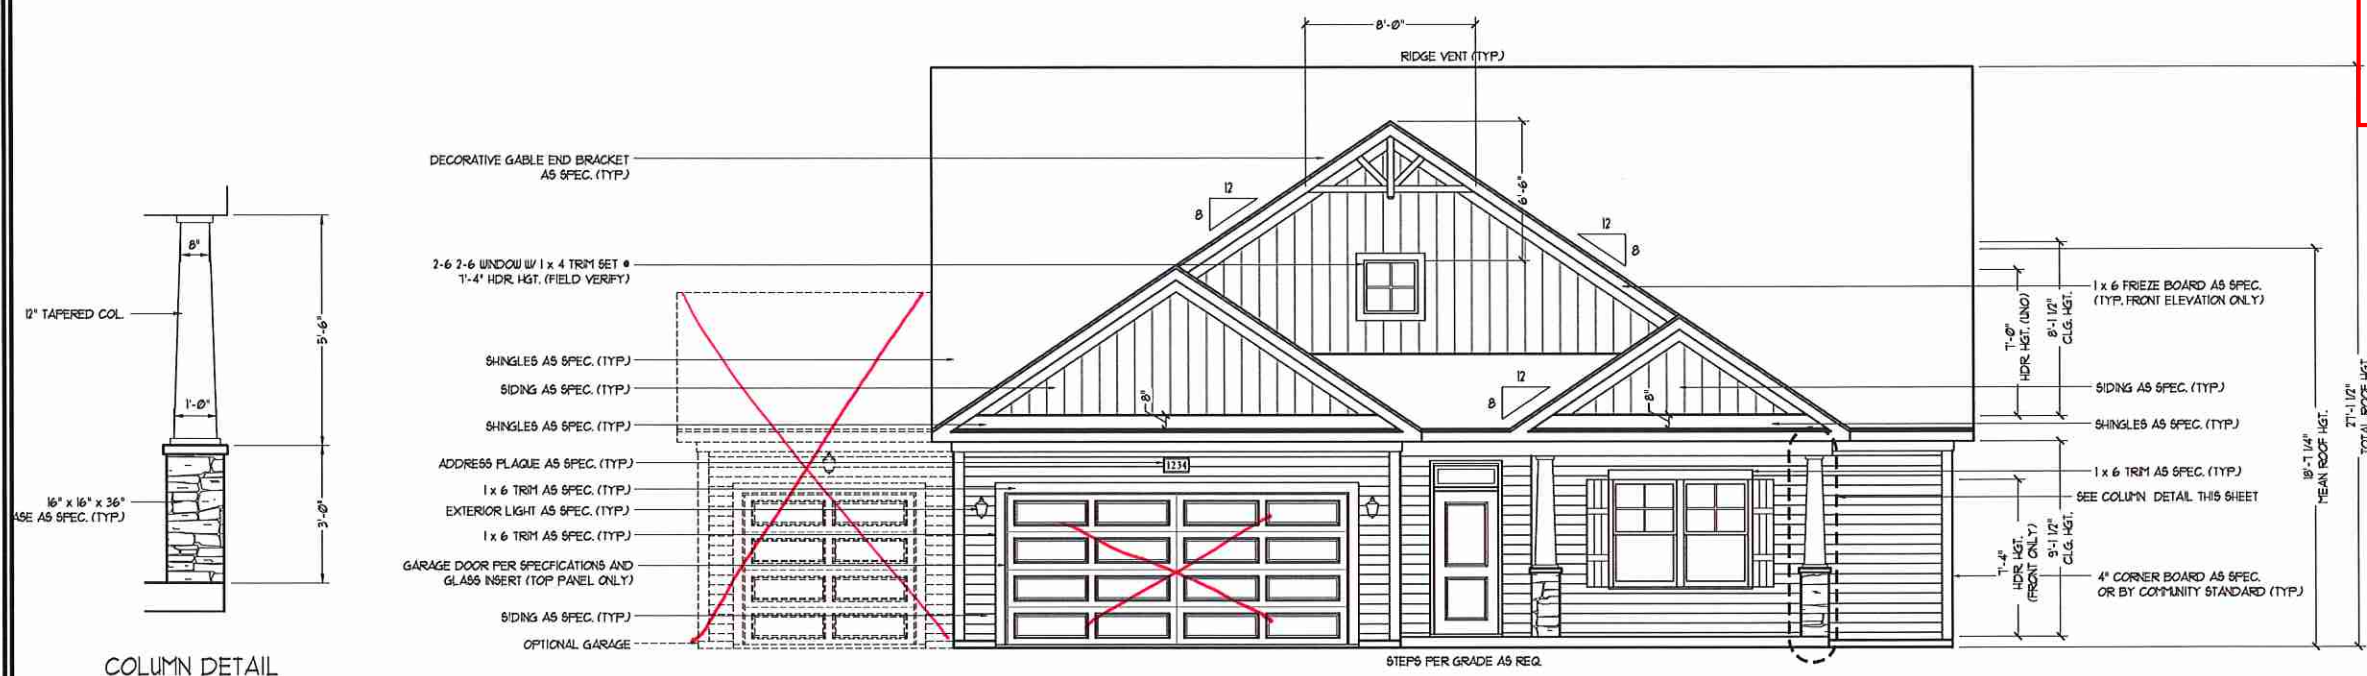 8'-0"
RIDGE VENT (TYP.)
DECORATIVE GABLE END BRACKET
AS SPEC. (TYP.)
12
8
6'-6"
12
8
2-6 2-6 WINDOW W/ 1 x 4 TRIM SET @
7'-4" HDR. HGT. (FIELD VERIFY)
8"
12" TAPERED COL.
5'-6"
1'-0"
16" x 16" x 36"
ASE AS SPEC. (TYP.)
3'-0"
COLUMN DETAIL
SHINGLES AS SPEC. (TYP.)
SIDING AS SPEC. (TYP.)
SHINGLES AS SPEC. (TYP.)
ADDRESS PLAQUE AS SPEC. (TYP.)
1 x 6 TRIM AS SPEC. (TYP.)
EXTERIOR LIGHT AS SPEC. (TYP.)
1 x 6 TRIM AS SPEC. (TYP.)
GARAGE DOOR PER SPECIFICATIONS AND
GLASS INSERT (TOP PANEL ONLY)
SIDING AS SPEC. (TYP.)
OPTIONAL GARAGE
8"
12
8
8"
1234
STEPS PER GRADE AS REQ.
1 x 6 FRIEZE BOARD AS SPEC.
(TYP. FRONT ELEVATION ONLY)
SIDING AS SPEC. (TYP.)
SHINGLES AS SPEC. (TYP.)
1 x 6 TRIM AS SPEC. (TYP.)
SEE COLUMN DETAIL THIS SHEET
4" CORNER BOARD AS SPEC.
OR BY COMMUNITY STANDARD (TYP.)
7'-0"
HDR. HGT. (UNO)
8'-1 1/2"
CLG. HGT.
7'-4"
HDR. HGT.
(FRONT ONLY)
9'-1 1/2"
CLG. HGT.
18'-7 1/4"
MEAN ROOF HGT.
27'-1 1/2"
TOTAL ROOF HGT.